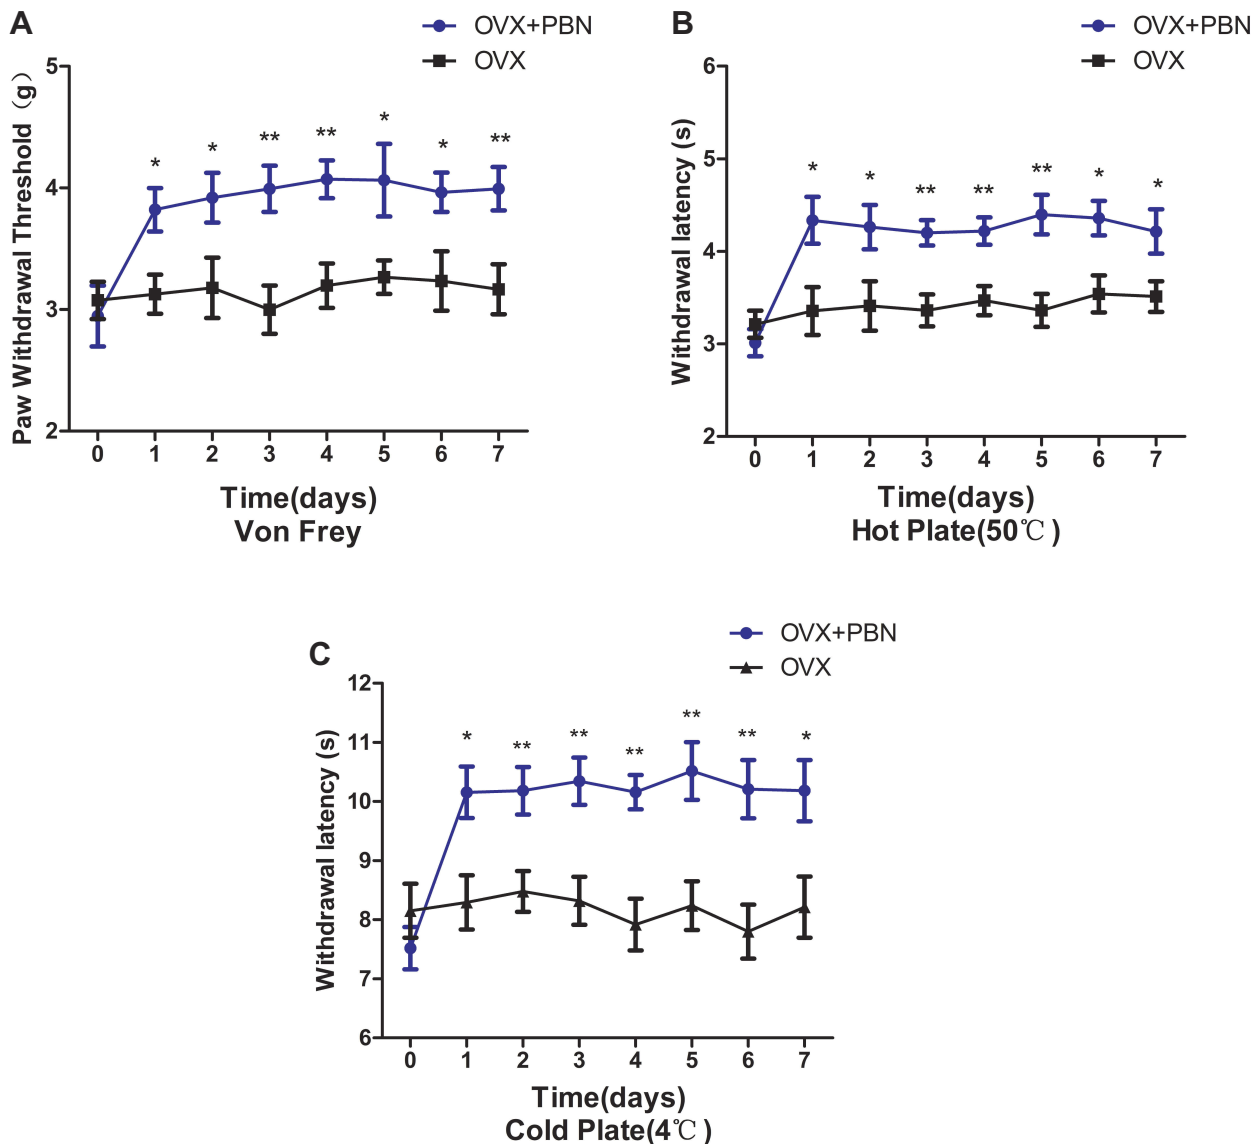 A
OVX+PBN
OVX
Paw Withdrawal Threshold（g）
5
4
3
2
* * ** ** * * **
0 1 2 3 4 5 6 7
Time(days)
Von Frey
B
OVX+PBN
OVX
Withdrawal latency (s)
6
5
4
3
2
* * ** ** ** * *
0 1 2 3 4 5 6 7
Time(days)
Hot Plate(50℃)
C
OVX+PBN
OVX
Withdrawal latency (s)
12
11
10
9
8
7
6
* ** ** ** ** ** *
0 1 2 3 4 5 6 7
Time(days)
Cold Plate(4℃)